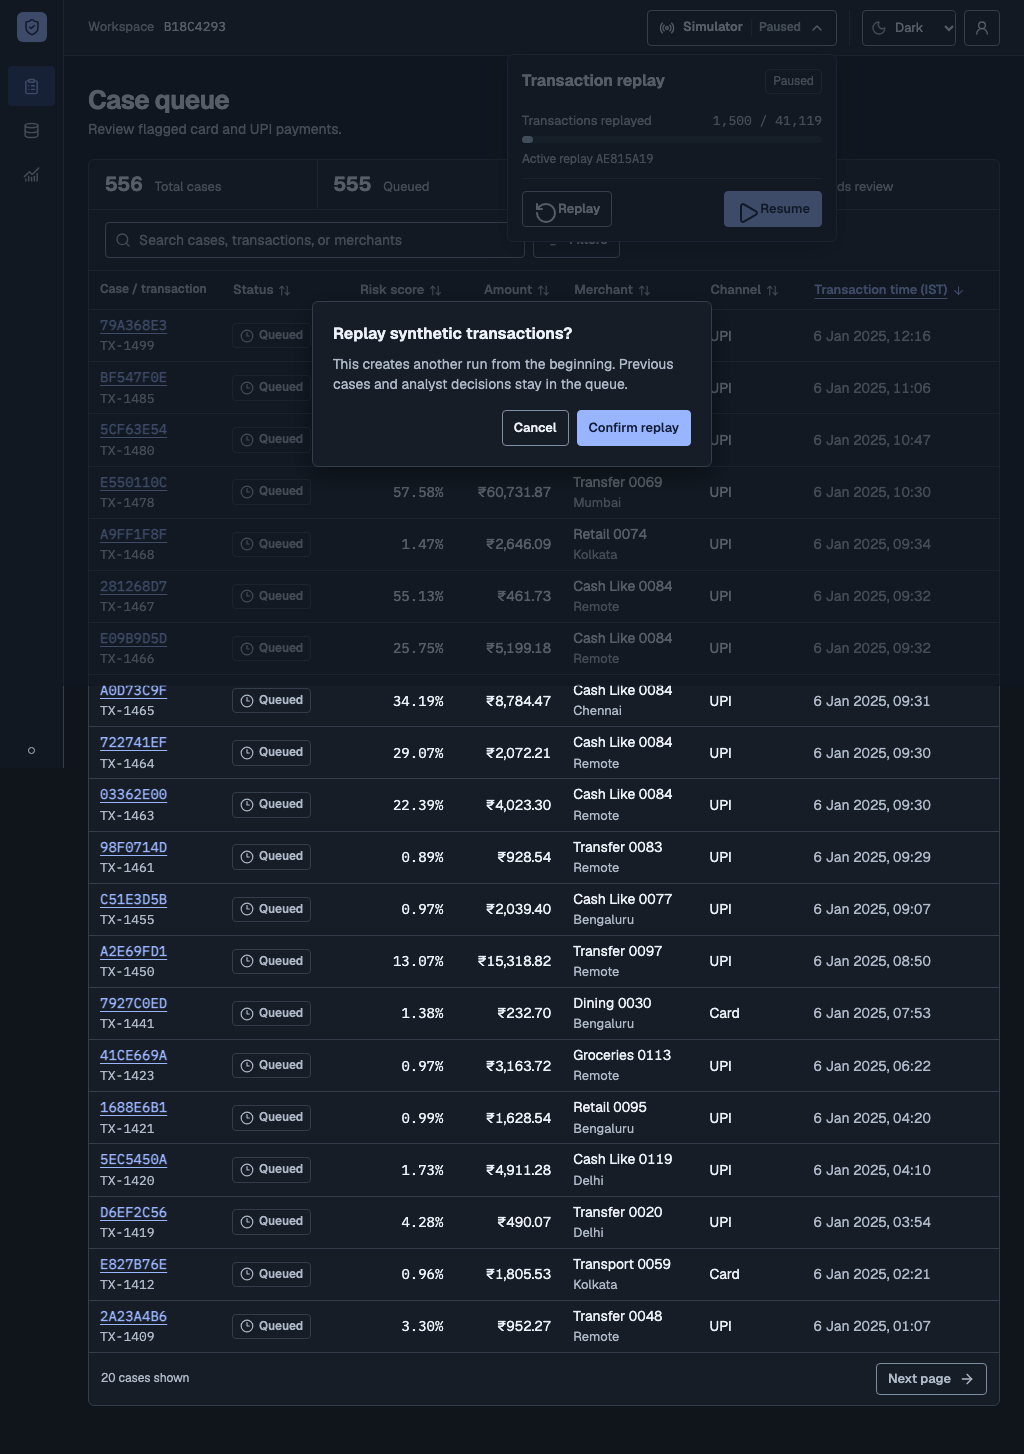 Workspace B18C4293
Simulator Paused
Dark
Transaction replay
Paused
Transactions replayed 1,500 / 41,119
Active replay AE815A19
Replay
Resume
Case queue
Review flagged card and UPI payments.
556 Total cases
555 Queued
ds review
Search cases, transactions, or merchants
Filters
Case / transaction Status Risk score Amount Merchant Channel Transaction time (IST)
Replay synthetic transactions?
This creates another run from the beginning. Previous
cases and analyst decisions stay in the queue.
Cancel
Confirm replay
79A368E3
TX-1499
Queued
UPI
6 Jan 2025, 12:16
BF547F0E
TX-1485
Queued
UPI
6 Jan 2025, 11:06
5CF63E54
TX-1480
Queued
UPI
6 Jan 2025, 10:47
E550110C
TX-1478
Queued
57.58%
₹60,731.87
Transfer 0069
Mumbai
UPI
6 Jan 2025, 10:30
A9FF1F8F
TX-1468
Queued
1.47%
₹2,646.09
Retail 0074
Kolkata
UPI
6 Jan 2025, 09:34
281268D7
TX-1467
Queued
55.13%
₹461.73
Cash Like 0084
Remote
UPI
6 Jan 2025, 09:32
E09B9D5D
TX-1466
Queued
25.75%
₹5,199.18
Cash Like 0084
Remote
UPI
6 Jan 2025, 09:32
A0D73C9F
TX-1465
Queued
34.19%
₹8,784.47
Cash Like 0084
Chennai
UPI
6 Jan 2025, 09:31
722741EF
TX-1464
Queued
29.07%
₹2,072.21
Cash Like 0084
Remote
UPI
6 Jan 2025, 09:30
03362E00
TX-1463
Queued
22.39%
₹4,023.30
Cash Like 0084
Remote
UPI
6 Jan 2025, 09:30
98F0714D
TX-1461
Queued
0.89%
₹928.54
Transfer 0083
Remote
UPI
6 Jan 2025, 09:29
C51E3D5B
TX-1455
Queued
0.97%
₹2,039.40
Cash Like 0077
Bengaluru
UPI
6 Jan 2025, 09:07
A2E69FD1
TX-1450
Queued
13.07%
₹15,318.82
Transfer 0097
Remote
UPI
6 Jan 2025, 08:50
7927C0ED
TX-1441
Queued
1.38%
₹232.70
Dining 0030
Bengaluru
Card
6 Jan 2025, 07:53
41CE669A
TX-1423
Queued
0.97%
₹3,163.72
Groceries 0113
Remote
UPI
6 Jan 2025, 06:22
1688E6B1
TX-1421
Queued
0.99%
₹1,628.54
Retail 0095
Bengaluru
UPI
6 Jan 2025, 04:20
5EC5450A
TX-1420
Queued
1.73%
₹4,911.28
Cash Like 0119
Delhi
UPI
6 Jan 2025, 04:10
D6EF2C56
TX-1419
Queued
4.28%
₹490.07
Transfer 0020
Delhi
UPI
6 Jan 2025, 03:54
E827B76E
TX-1412
Queued
0.96%
₹1,805.53
Transport 0059
Kolkata
Card
6 Jan 2025, 02:21
2A23A4B6
TX-1409
Queued
3.30%
₹952.27
Transfer 0048
Remote
UPI
6 Jan 2025, 01:07
20 cases shown
Next page